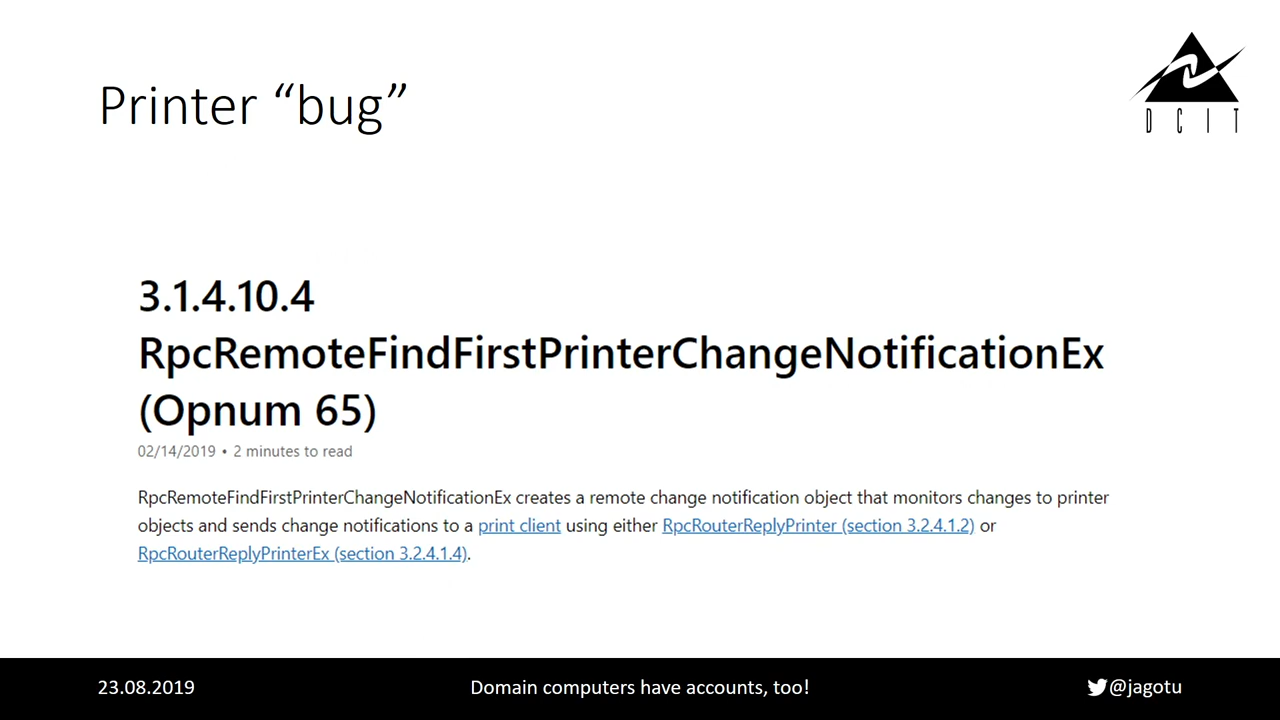 Printer “bug”
DCIT
3.1.4.10.4
RpcRemoteFindFirstPrinterChangeNotificationEx
(Opnum 65)
02/14/2019 • 2 minutes to read
RpcRemoteFindFirstPrinterChangeNotificationEx creates a remote change notification object that monitors changes to printer
objects and sends change notifications to a print client using either RpcRouterReplyPrinter (section 3.2.4.1.2) or
RpcRouterReplyPrinterEx (section 3.2.4.1.4).
23.08.2019
Domain computers have accounts, too!
@jagotu